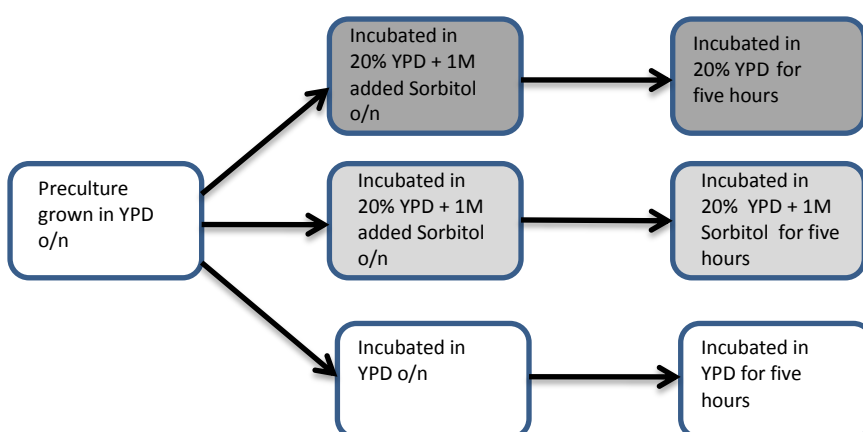 Incubated in
20% YPD + 1M
added Sorbitol
o/n
Incubated in
20% YPD for
five hours
Preculture
grown in YPD
o/n
Incubated in
20% YPD + 1M
added Sorbitol
o/n
Incubated in
20% YPD + 1M
Sorbitol for five
hours
Incubated in
YPD o/n
Incubated in
YPD for five
hours